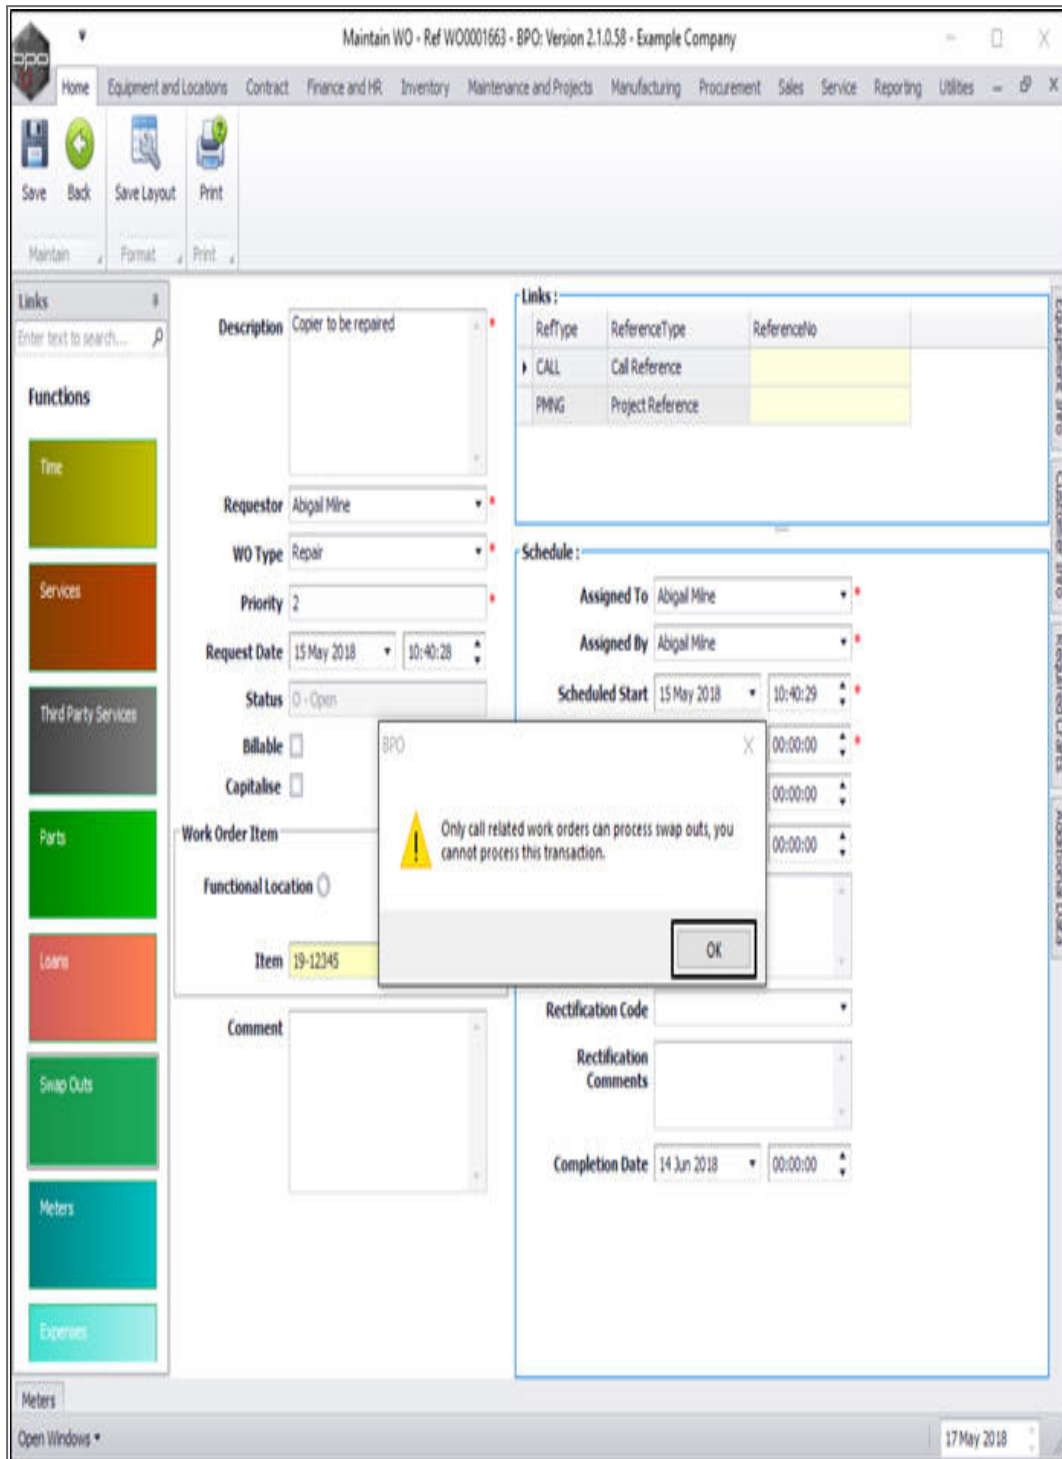 Maintain WO - Ref WO0001663 - BPO: Version 2.1.0.58 - Example Company
bpo
Home Equipment and Locations Contract Finance and HR Inventory Maintenance and Projects Manufacturing Procurement Sales Service Reporting Utilities
Save Back Save Layout Print
Maintain Format Print
Links
Enter text to search...
Functions
Time
Services
Third Party Services
Parts
Loans
Swap Outs
Meters
Expenses
Description Copier to be repaired *
Requestor Abigail Milne *
WO Type Repair *
Priority 2 *
Request Date 15 May 2018 10:40:28
Status O - Open
Billable
Capitalise
Work Order Item
Functional Location
Item 19-12345
Comment
Links :
RefType ReferenceType ReferenceNo
CALL Call Reference
PMNG Project Reference
Schedule :
Assigned To Abigail Milne *
Assigned By Abigail Milne *
Scheduled Start 15 May 2018 10:40:29 *
00:00:00 *
00:00:00
00:00:00
Rectification Code
Rectification
Comments
Completion Date 14 Jun 2018 00:00:00
BPO
Only call related work orders can process swap outs, you
cannot process this transaction.
OK
Meters
Open Windows
17 May 2018